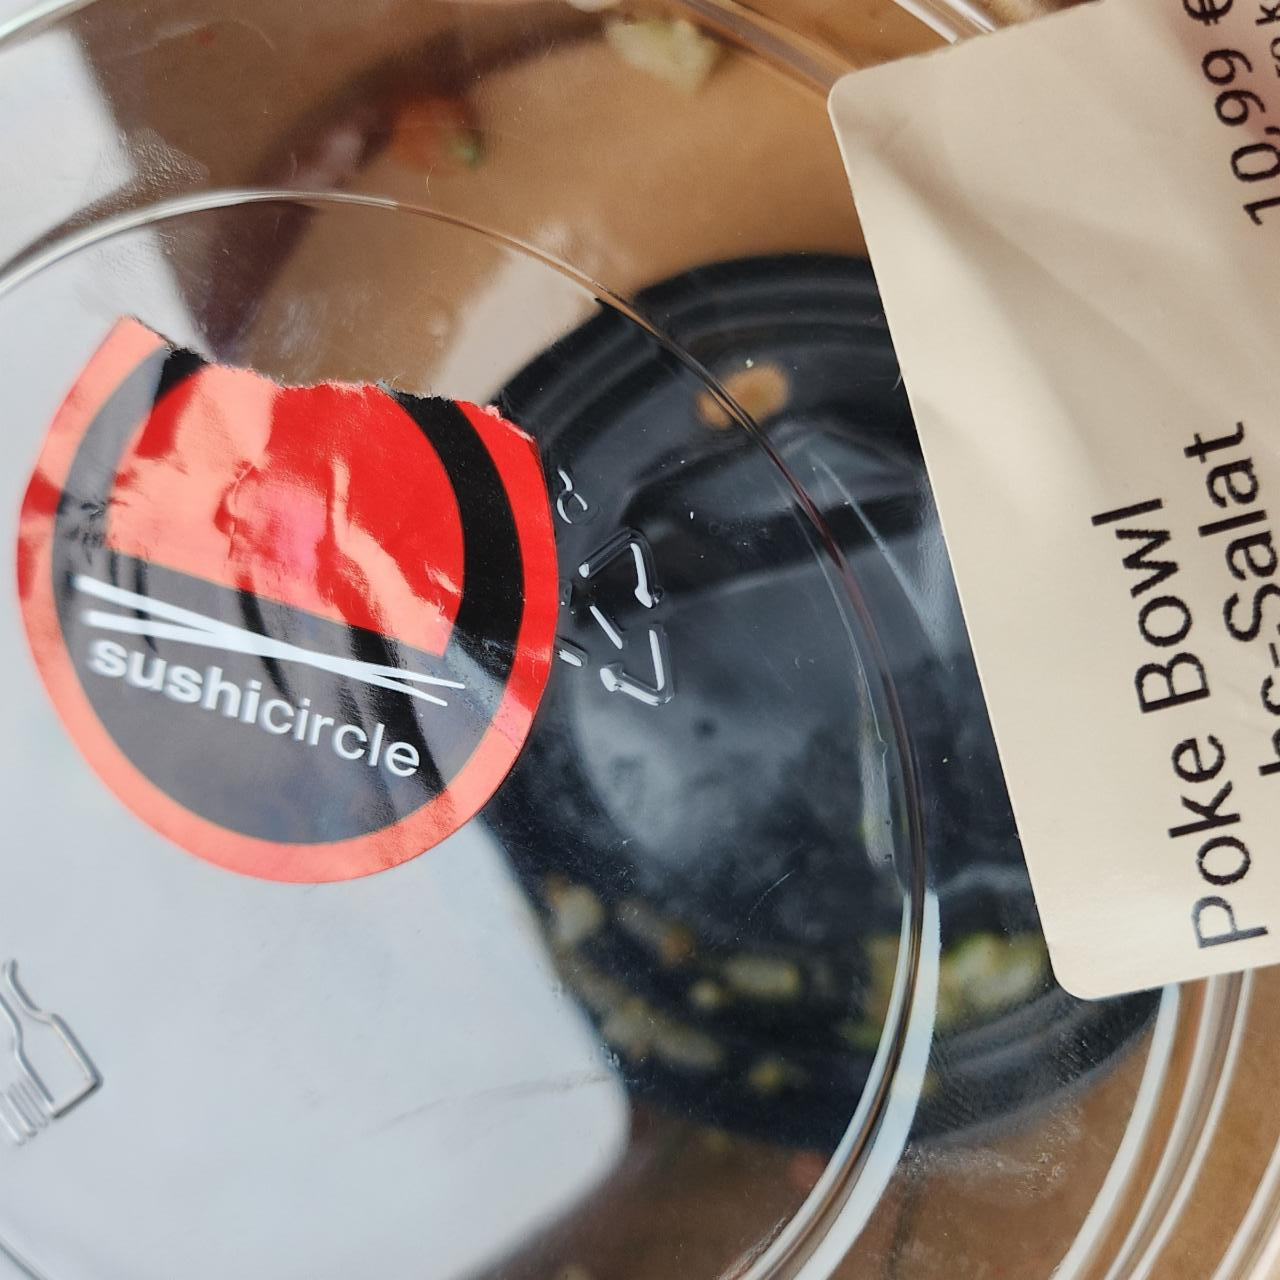 sushicircle
Poke Bowl
10,99 €